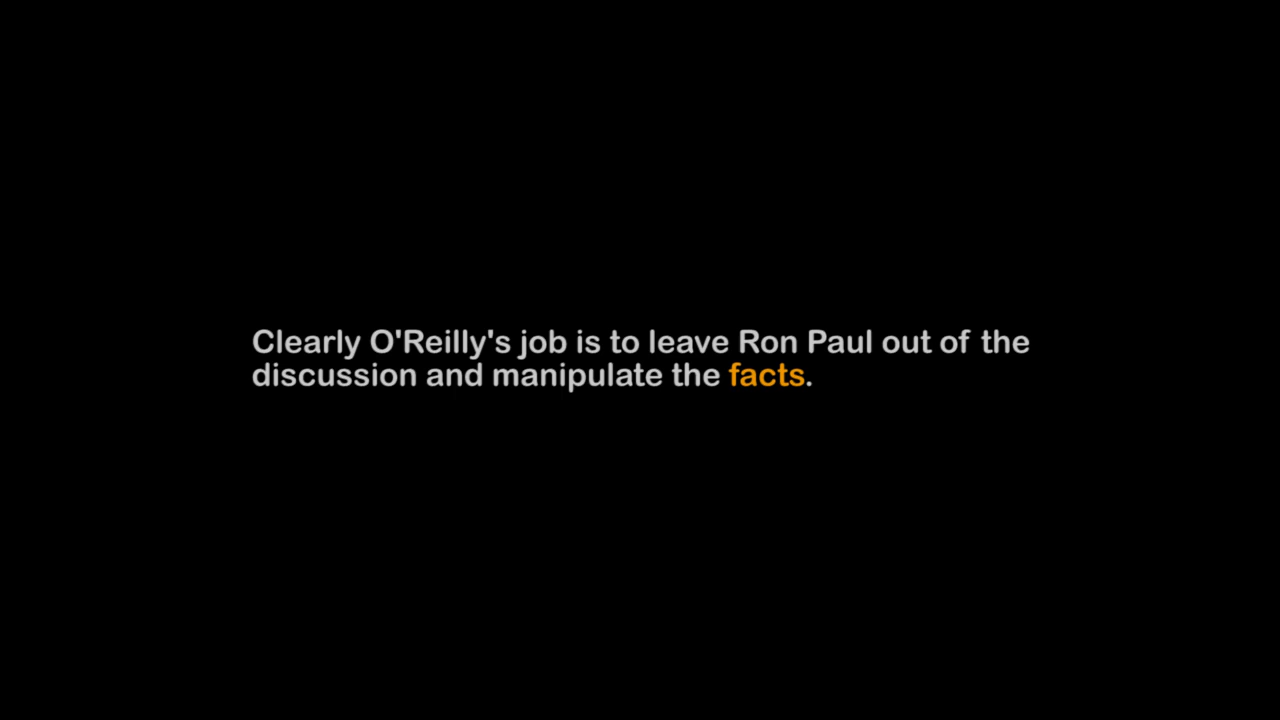 Clearly O'Reilly's job is to leave Ron Paul out of the
discussion and manipulate the facts.